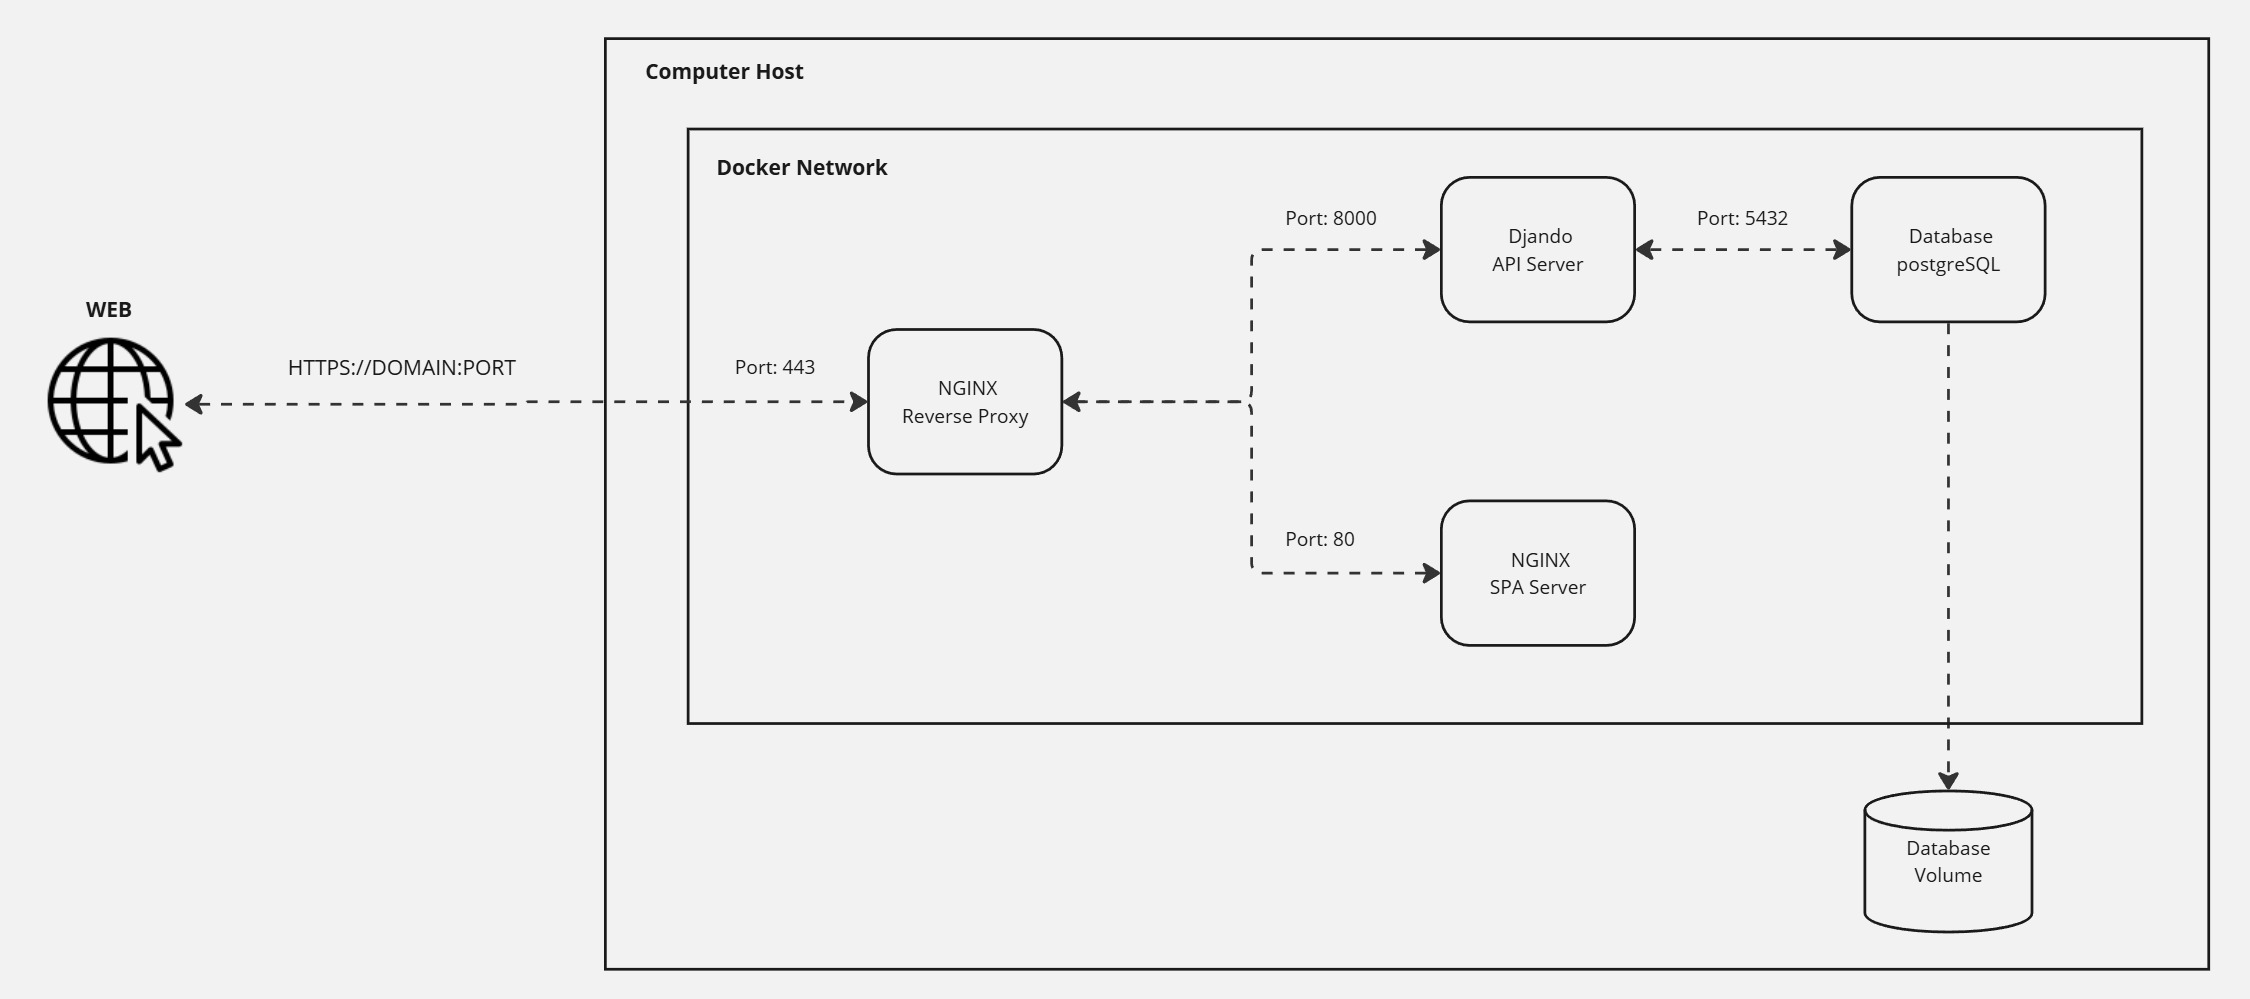 Computer Host
Docker Network
WEB
HTTPS://DOMAIN:PORT
Port: 443
NGINX
Reverse Proxy
Port: 8000
Djando
API Server
Port: 5432
Database
postgreSQL
Port: 80
NGINX
SPA Server
Database
Volume